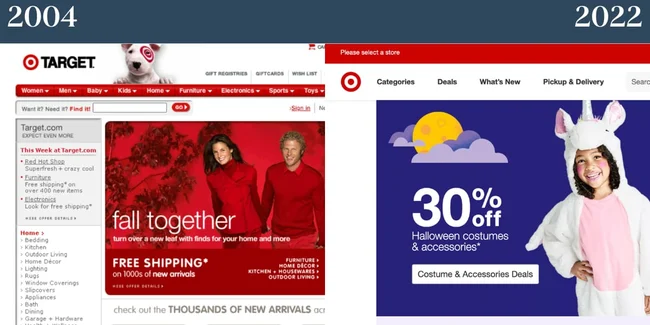 2004
2022
TARGET
GIFT REGISTRIES
GIFTCARDS
WISH LIST
Women
Men
Baby
Kids
Home
Furniture
Electronics
Sports
Toys
Want it? Need it? Find it!
GO
Sign in
Target.com
EXPECT EVEN MORE
This Week at Target.com
Red Hot Shop
Superfresh + crazy cool
Furniture
Free shipping* on
over 400 new items
Electronics
Look for free shipping*
MORE OFFER DETAILS
Home
Bedding
Kitchen
Outdoor Living
Home Décor
Lighting
Rugs
Window Coverings
Slipcovers
Appliances
Bath
Dining
Garage + Hardware
fall together
turn over a new leaf with finds for your home and more
FREE SHIPPING*
on 1000s of new arrivals
FURNITURE
HOME DÉCOR
KITCHEN + HOUSEWARES
OUTDOOR LIVING
check out the THOUSANDS OF NEW ARRIVALS
Please select a store
Categories
Deals
What's New
Pickup & Delivery
30% off
Halloween costumes
& accessories*
Costume & Accessories Deals